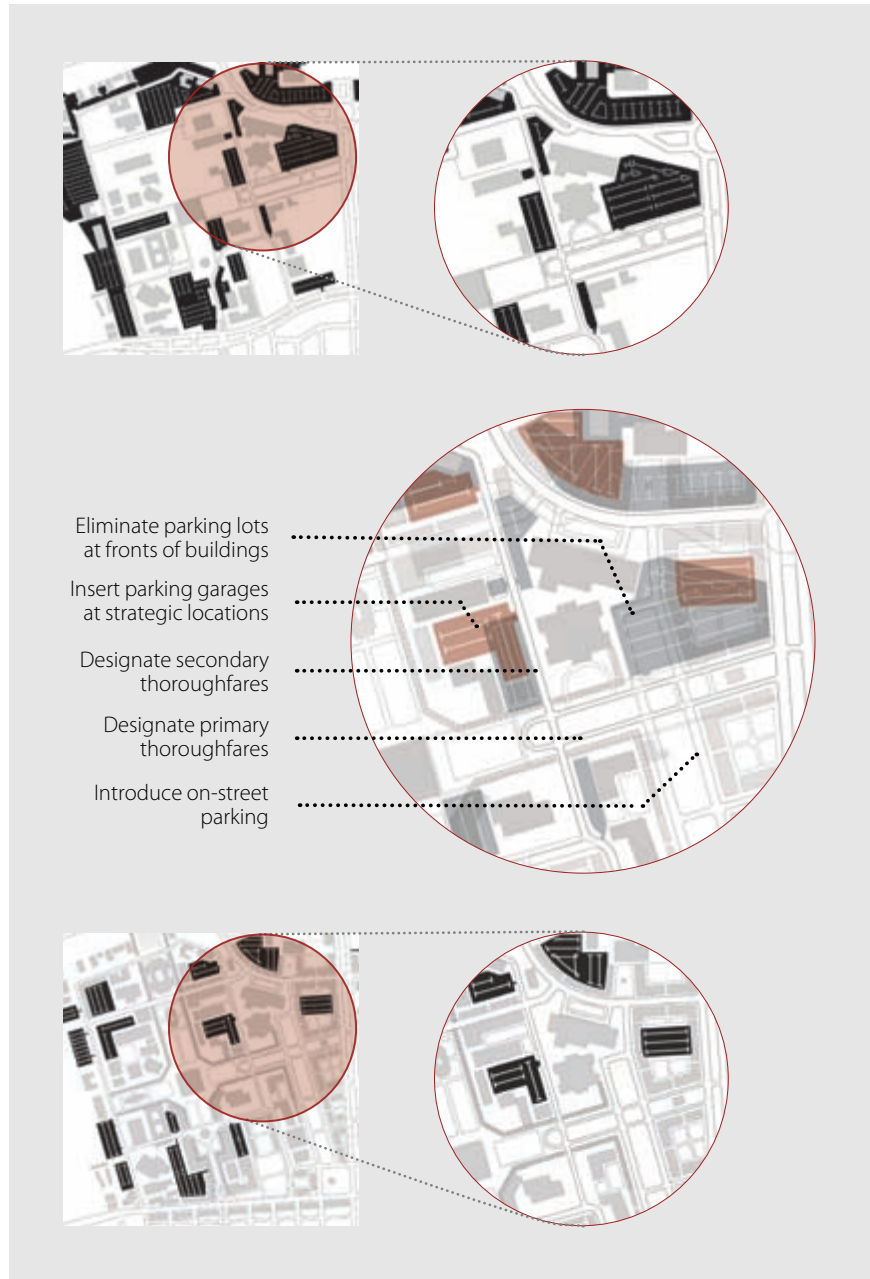 Eliminate parking lots
at fronts of buildings
Insert parking garages
at strategic locations
Designate secondary
thoroughfares
Designate primary
thoroughfares
Introduce on-street
parking